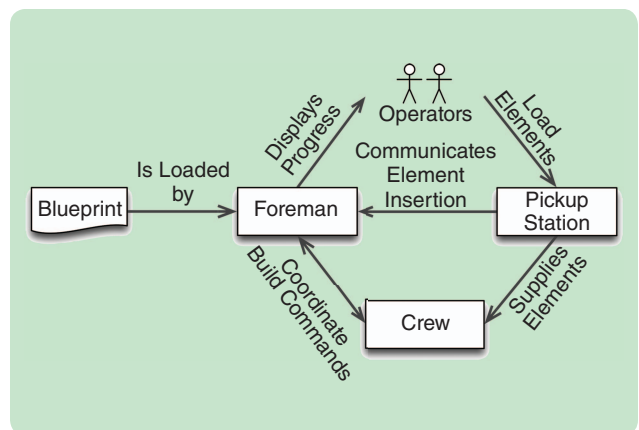 Operators
Displays
Progress
Load
Elements
Communicates
Element
Insertion
Is Loaded
by
Blueprint
Foreman
Pickup
Station
Coordinate
Build Commands
Supplies
Elements
Crew